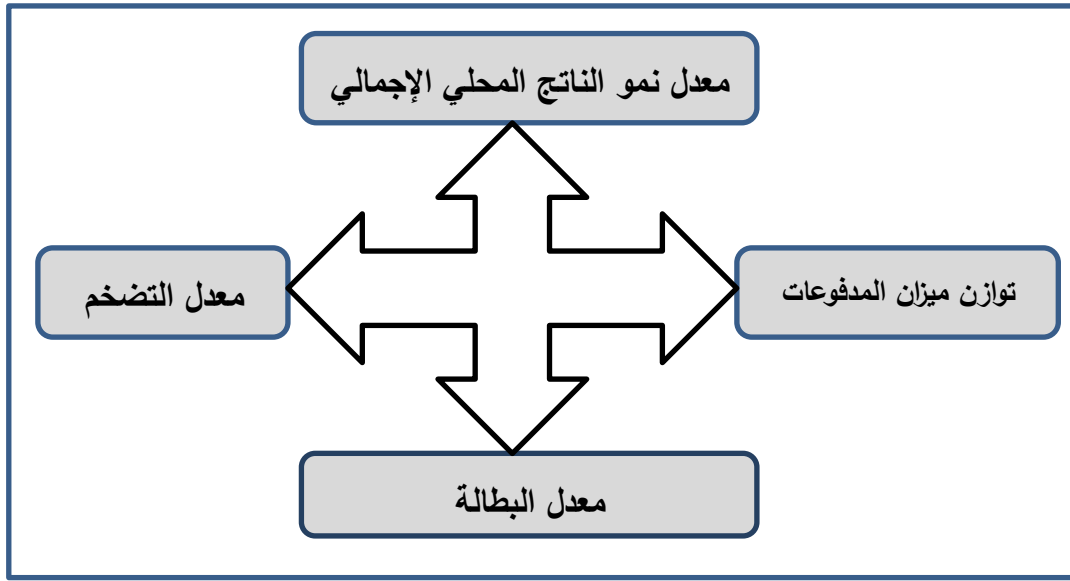 معدل نمو الناتج المحلي الإجمالي
توازن ميزان المدفوعات
معدل التضخم
معدل البطالة